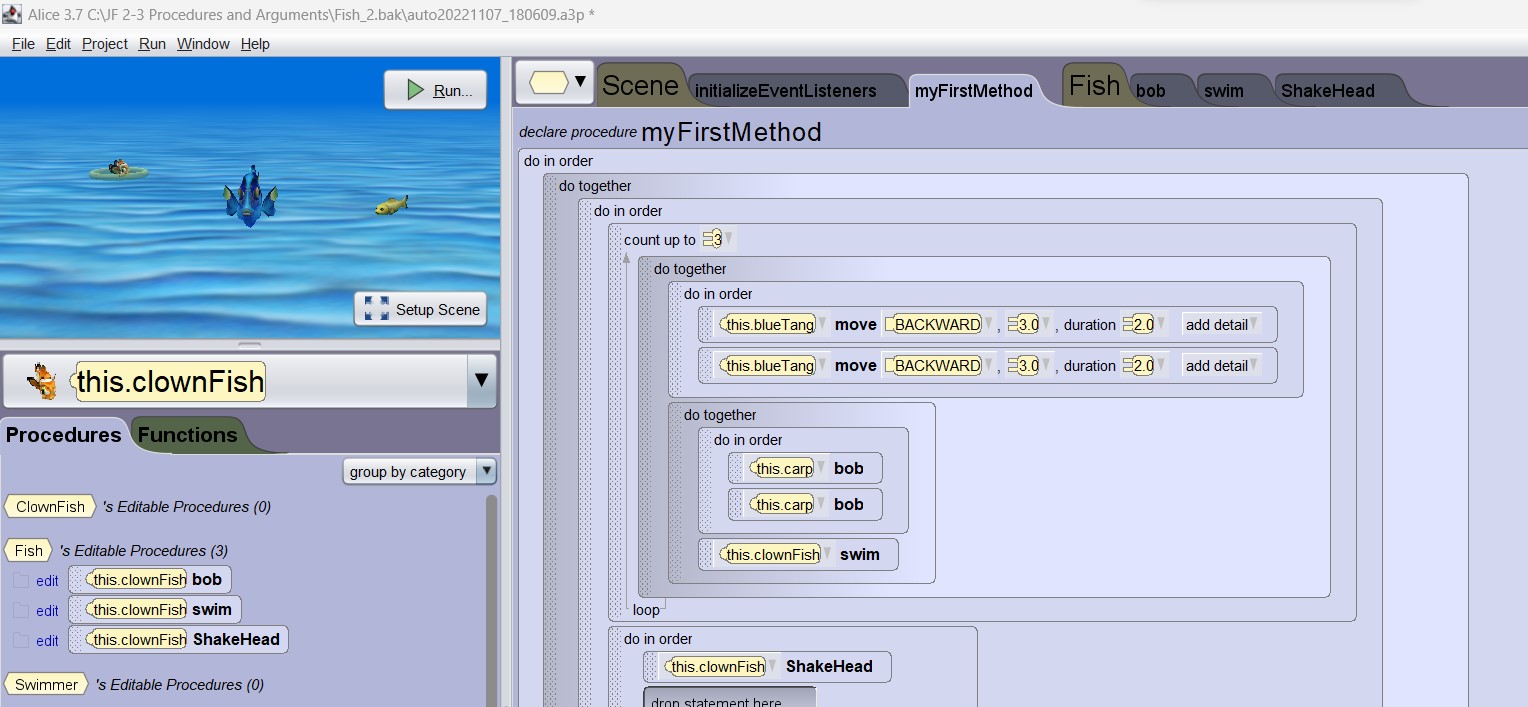 Alice 3.7 C:\JF 2-3 Procedures and Arguments\Fish_2.bak\auto20221107_180609.a3p *
File Edit Project Run Window Help
Run...
Setup Scene
this.clownFish
Procedures Functions
group by category
ClownFish 's Editable Procedures (0)
Fish 's Editable Procedures (3)
edit this.clownFish bob
edit this.clownFish swim
edit this.clownFish ShakeHead
Swimmer 's Editable Procedures (0)
Scene initializeEventListeners myFirstMethod Fish bob swim ShakeHead
declare procedure myFirstMethod
do in order
do together
do in order
count up to 3
do together
do in order
this.blueTang move BACKWARD , 3.0 , duration 2.0 add detail
this.blueTang move BACKWARD , 3.0 , duration 2.0 add detail
do together
do in order
this.carp bob
this.carp bob
this.clownFish swim
loop
do in order
this.clownFish ShakeHead
drop statement here